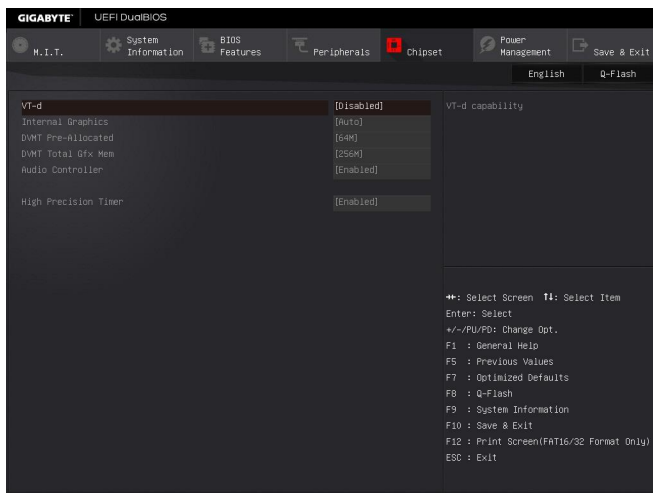 GIGABYTE™ UEFI DualBIOS
M.I.T.
System Information
BIOS Features
Peripherals
Chipset
Power Management
Save & Exit
English
Q-Flash
VT-d [Disabled]
Internal Graphics [Auto]
DVMT Pre-Allocated [64M]
DVMT Total Gfx Mem [256M]
Audio Controller [Enabled]
High Precision Timer [Enabled]
VT-d capability
→←: Select Screen ↑↓: Select Item
Enter: Select
+/-/PU/PD: Change Opt.
F1 : General Help
F5 : Previous Values
F7 : Optimized Defaults
F8 : Q-Flash
F9 : System Information
F10 : Save & Exit
F12 : Print Screen(FAT16/32 Format Only)
ESC : Exit